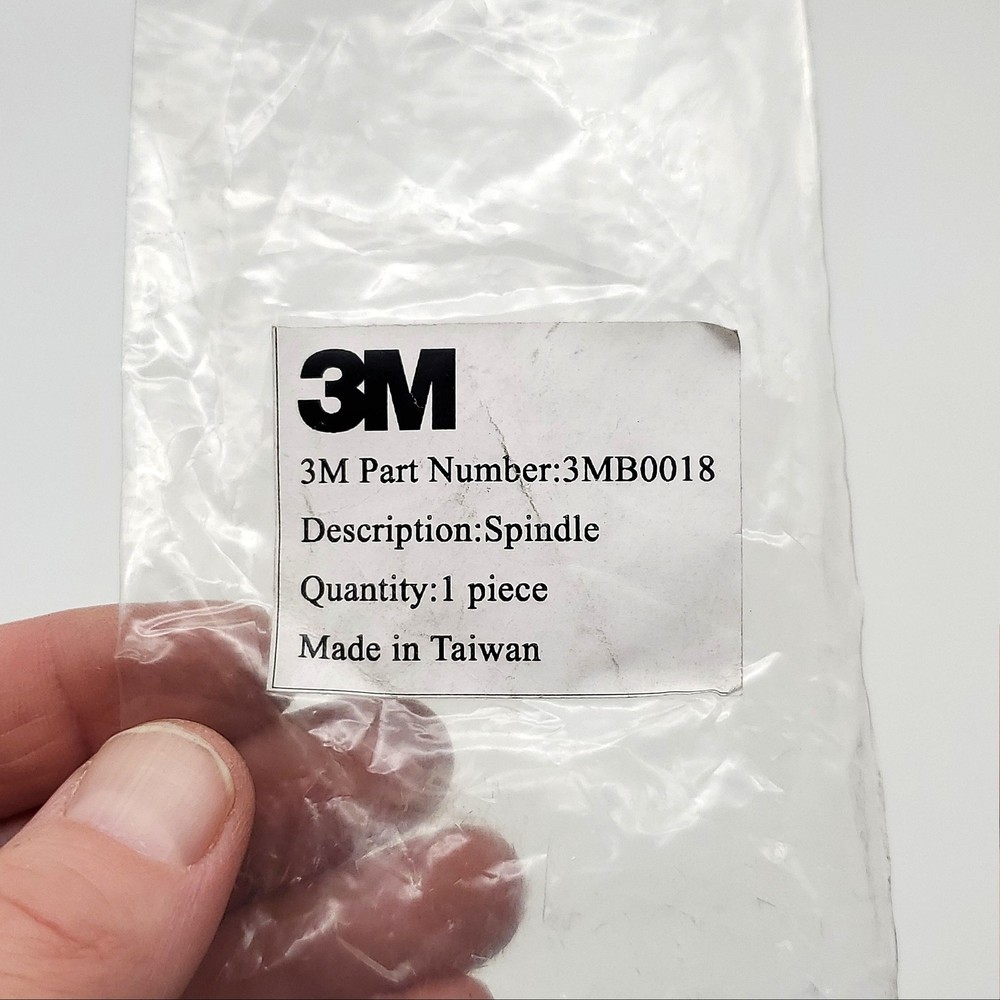 3M
3M Part Number:3MB0018
Description:Spindle
Quantity:1 piece
Made in Taiwan